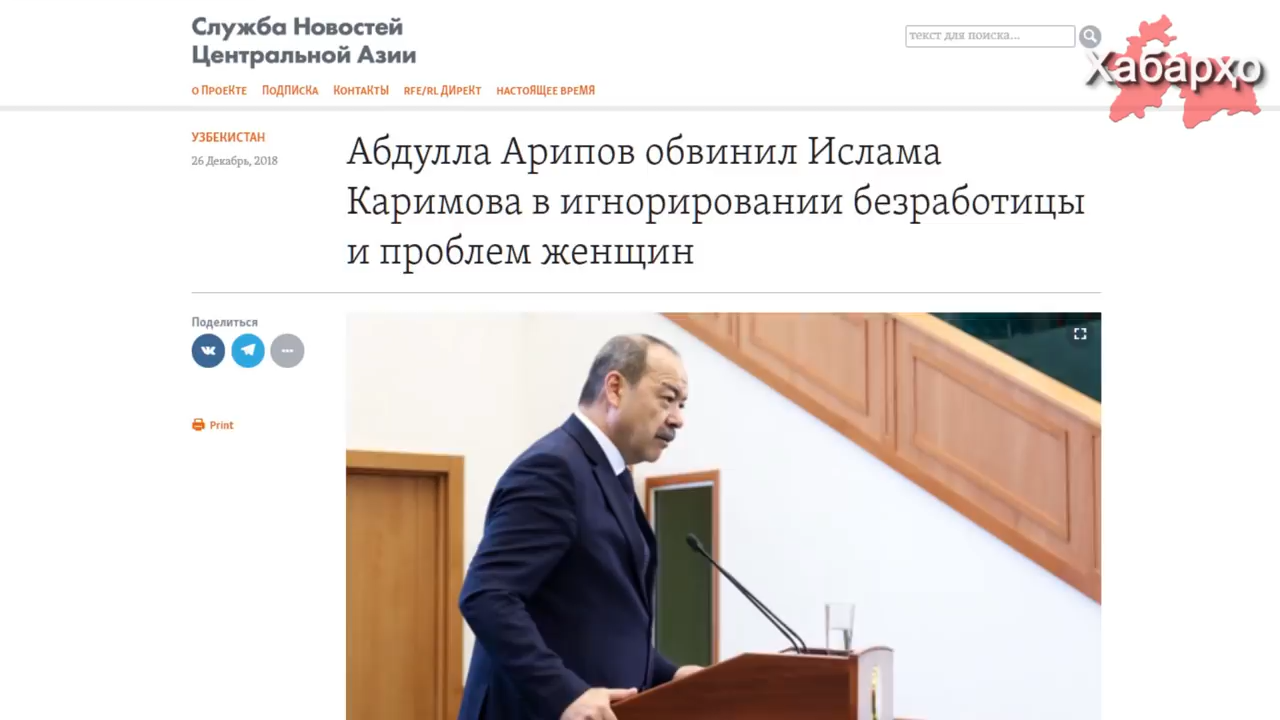 Служба Новостей
Центральной Азии
текст для поиска...
Хабарҳо
О ПРОЕКТЕ ПОДПИСКА КОНТАКТЫ RFE/RL ДИРЕКТ НАСТОЯЩЕЕ ВРЕМЯ
УЗБЕКИСТАН
26 Декабрь, 2018
Абдулла Арипов обвинил Ислама
Каримова в игнорировании безработицы
и проблем женщин
Поделиться
Print